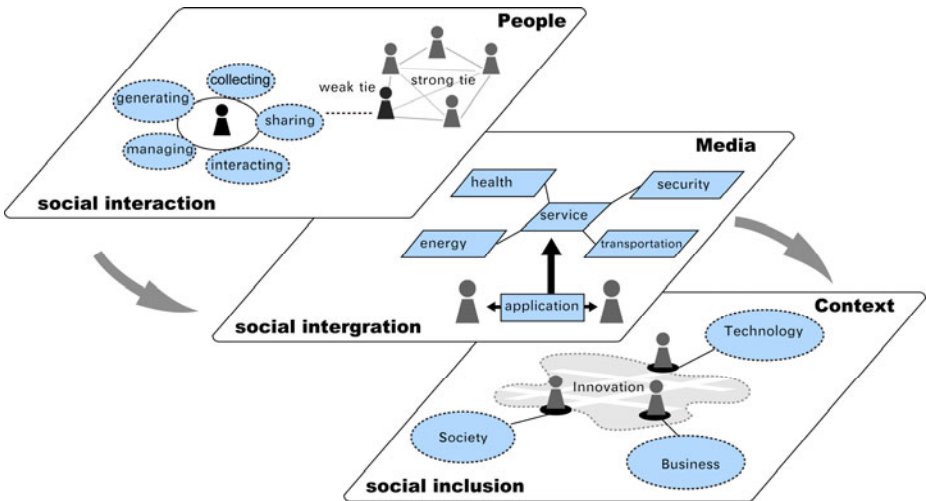 People
collecting
generating
weak tie
strong tie
sharing
managing
interacting
social interaction
Media
health
security
service
energy
transportation
application
social intergration
Context
Technology
Innovation
Society
Business
social inclusion